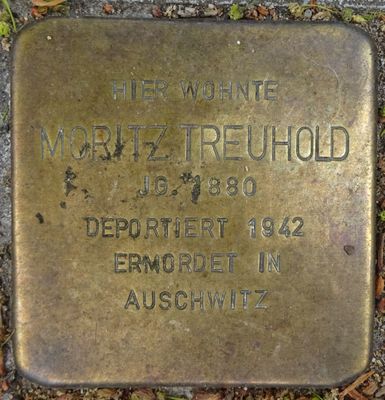 HIER WOHNTE
MORITZ TREUHOLD
JG. 1880
DEPORTIERT 1942
ERMORDET IN
AUSCHWITZ